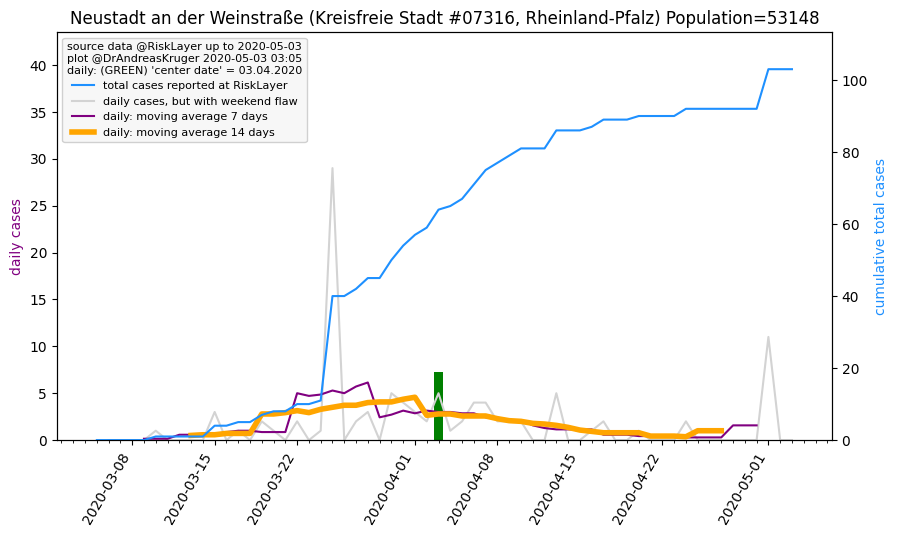 Neustadt an der Weinstraße (Kreisfreie Stadt #07316, Rheinland-Pfalz) Population=53148
source data @RiskLayer up to 2020-05-03
plot @DrAndreasKruger 2020-05-03 03:05
daily: (GREEN) 'center date' = 03.04.2020
total cases reported at RiskLayer
daily cases, but with weekend flaw
daily: moving average 7 days
daily: moving average 14 days
daily cases
40
35
30
25
20
15
10
5
0
cumulative total cases
100
80
60
40
20
0
2020-03-08
2020-03-15
2020-03-22
2020-04-01
2020-04-08
2020-04-15
2020-04-22
2020-05-01